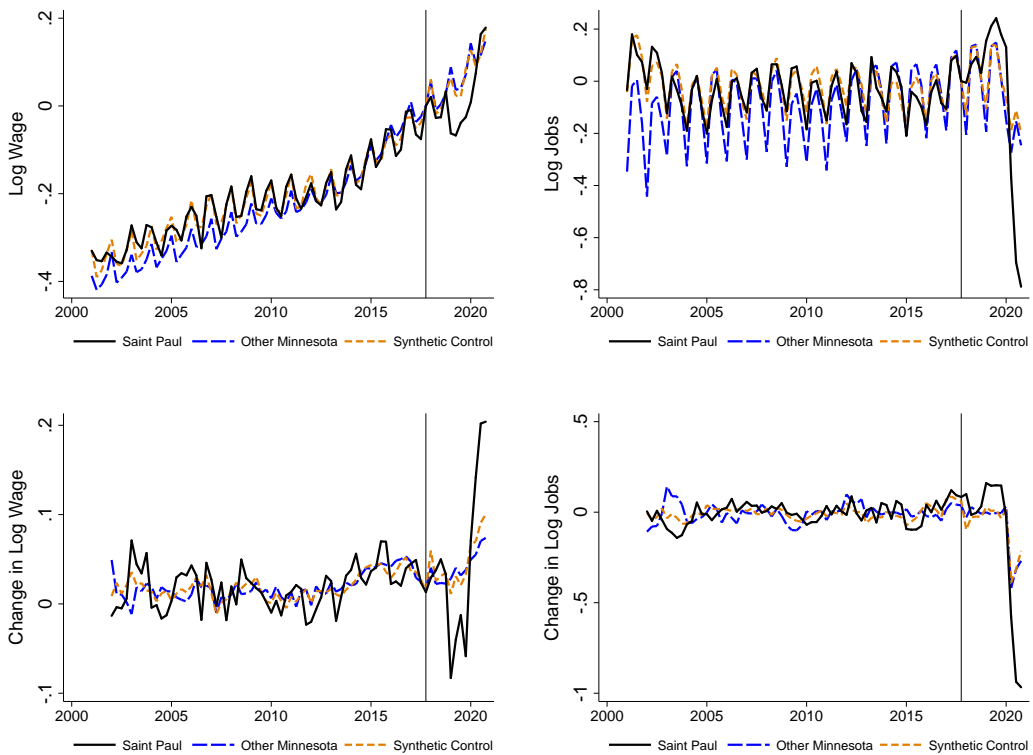 Log Wage
.2
0
-.2
-.4
2000 2005 2010 2015 2020
Saint Paul Other Minnesota Synthetic Control
Log Jobs
.2
0
-.2
-.4
-.6
-.8
2000 2005 2010 2015 2020
Saint Paul Other Minnesota Synthetic Control
Change in Log Wage
.2
.1
0
-.1
2000 2005 2010 2015 2020
Saint Paul Other Minnesota Synthetic Control
Change in Log Jobs
.5
0
-.5
-1
2000 2005 2010 2015 2020
Saint Paul Other Minnesota Synthetic Control